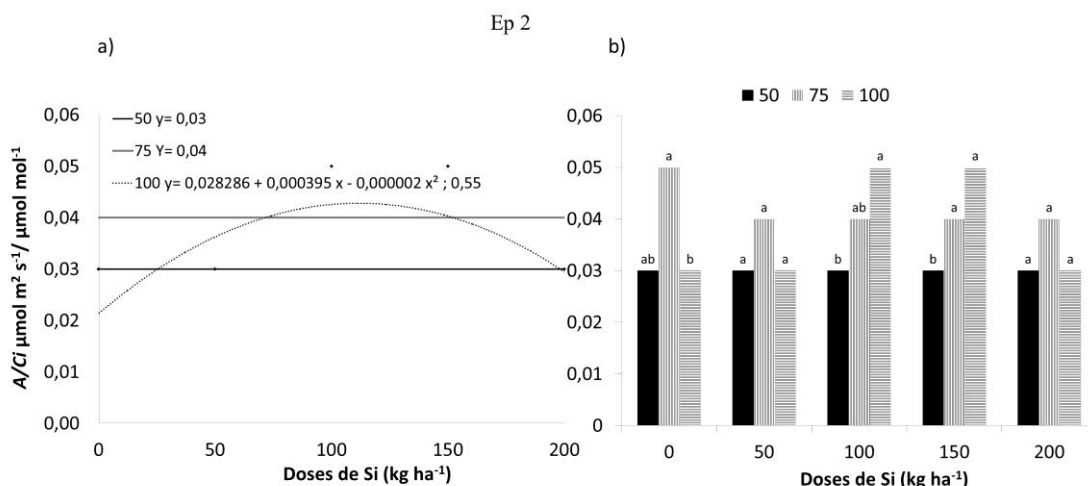 Ep 2
a)
A/Ci μmol m² s⁻¹/ μmol mol⁻¹
0,06
0,05
0,04
0,03
0,02
0,01
0,00
50 y= 0,03
75 Y= 0,04
100 y= 0,028286 + 0,000395 x - 0,000002 x² ; 0,55
0 50 100 150 200
Doses de Si (kg ha⁻¹)
b)
50 75 100
0,06
0,05
0,04
0,03
0,02
0,01
0
ab a b
a a a
b ab a
b a a
a a a
0 50 100 150 200
Doses de Si (kg ha⁻¹)